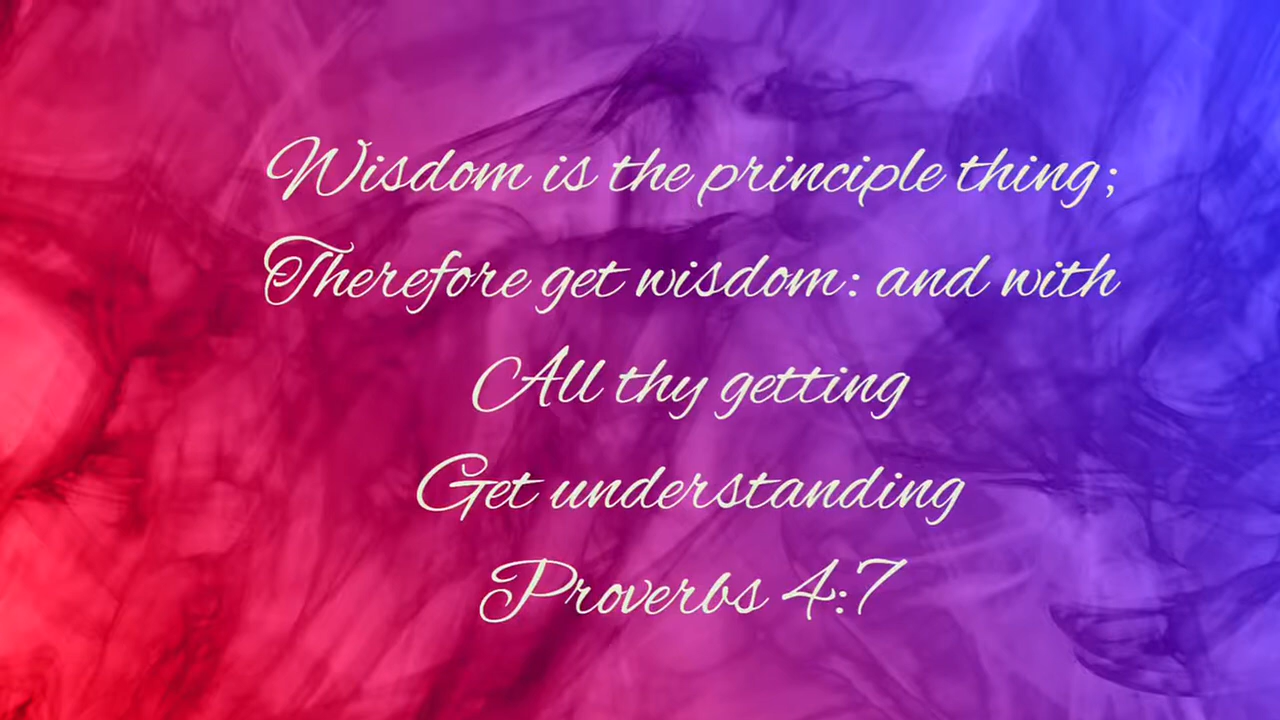 Wisdom is the principle thing;
Therefore get wisdom: and with
All thy getting
Get understanding
Proverbs 4:7